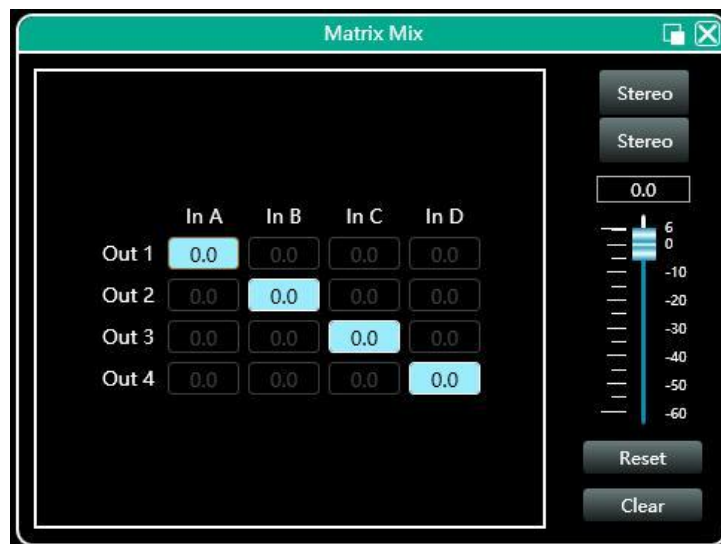 Matrix Mix
Stereo
Stereo
0.0
In A In B In C In D
Out 1 0.0 0.0 0.0 0.0
Out 2 0.0 0.0 0.0 0.0
Out 3 0.0 0.0 0.0 0.0
Out 4 0.0 0.0 0.0 0.0
6
0
-10
-20
-30
-40
-50
-60
Reset
Clear